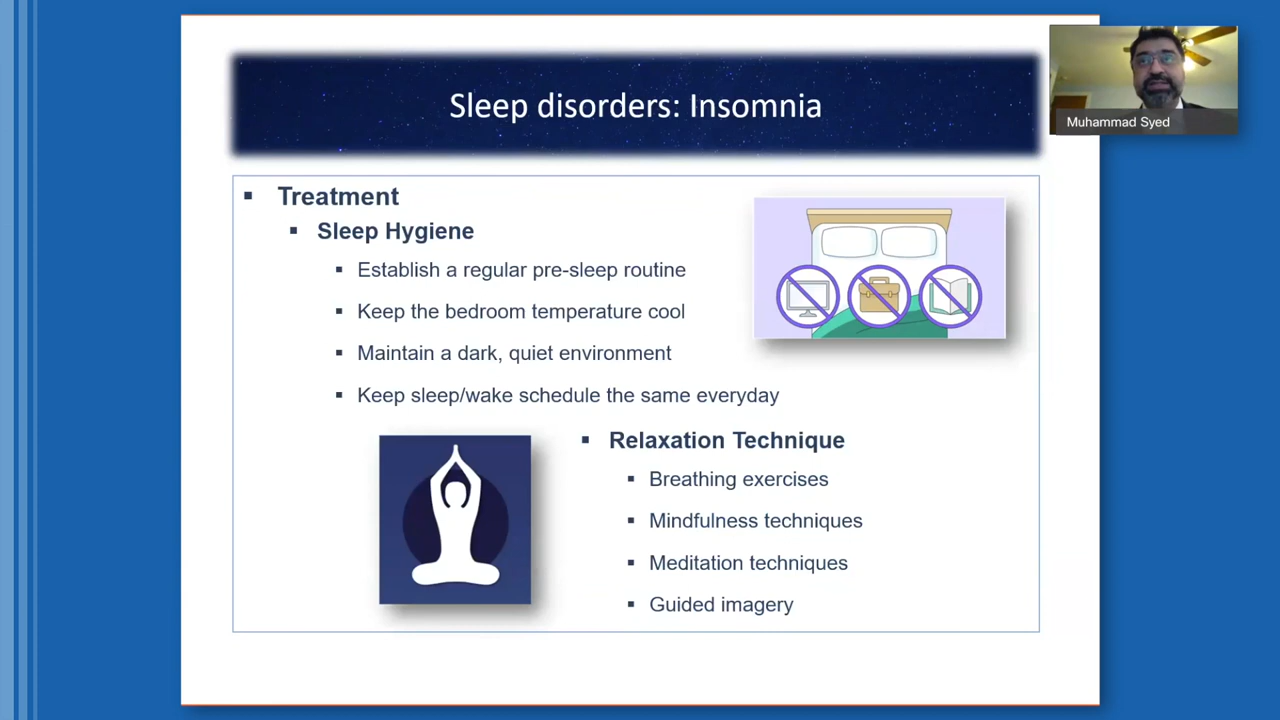 Sleep disorders: Insomnia
Muhammad Syed
Treatment
Sleep Hygiene
Establish a regular pre-sleep routine
Keep the bedroom temperature cool
Maintain a dark, quiet environment
Keep sleep/wake schedule the same everyday
Relaxation Technique
Breathing exercises
Mindfulness techniques
Meditation techniques
Guided imagery